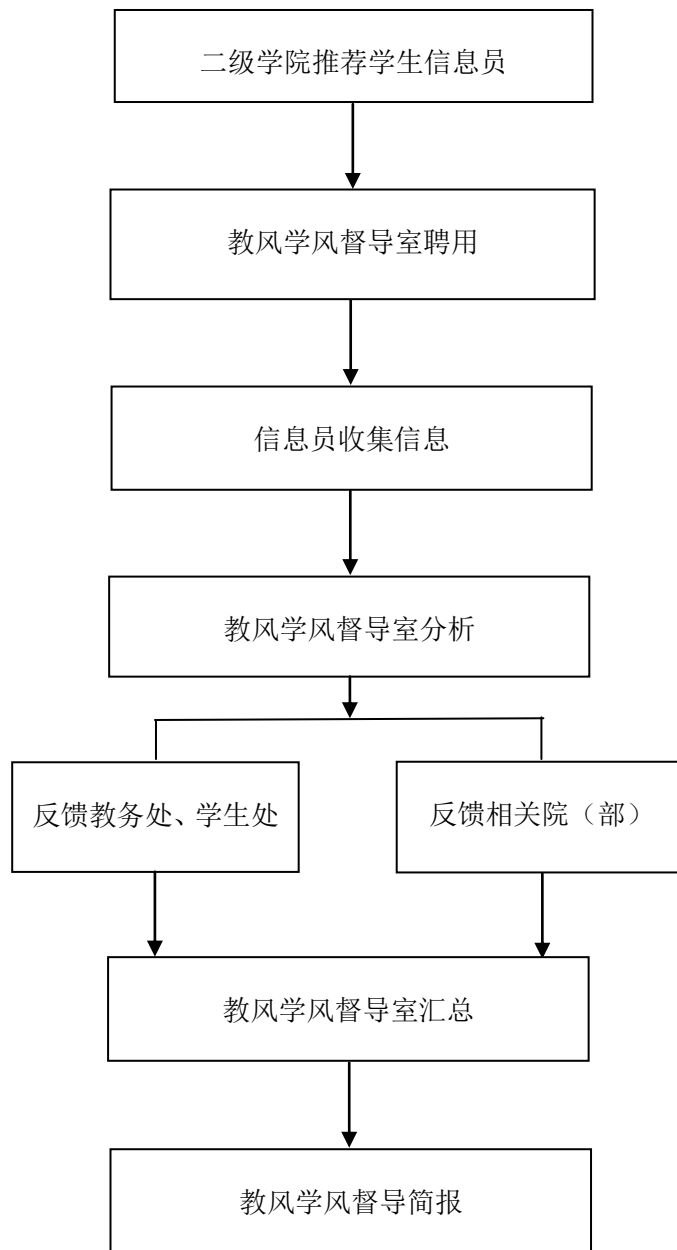 二级学院推荐学生信息员
教风学风督导室聘用
信息员收集信息
教风学风督导室分析
反馈教务处、学生处
反馈相关院（部）
教风学风督导室汇总
教风学风督导简报